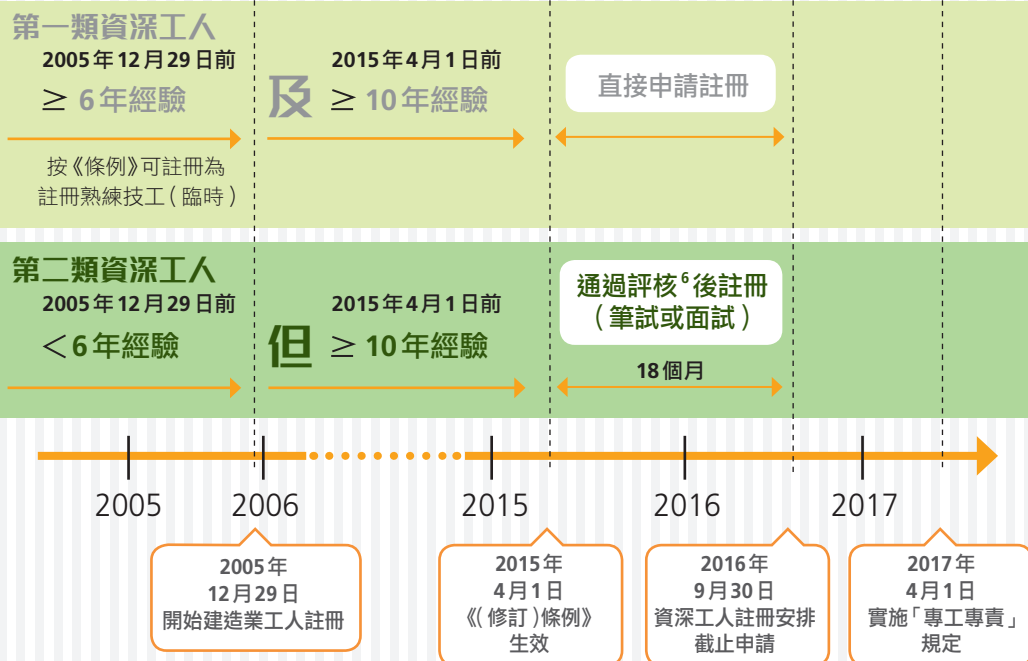 第一類資深工人
2005年12月29日前
≥ 6年經驗
及
2015年4月1日前
≥ 10年經驗
直接申請註冊
按《條例》可註冊為
註冊熟練技工(臨時)
第二類資深工人
2005年12月29日前
<6年經驗
但
2015年4月1日前
≥ 10年經驗
通過評核6後註冊
(筆試或面試)
18個月
2005
2006
2015
2016
2017
2005年
12月29日
開始建造業工人註冊
2015年
4月1日
《(修訂)條例》
生效
2016年
9月30日
資深工人註冊安排
截止申請
2017年
4月1日
實施「專工專責」
規定